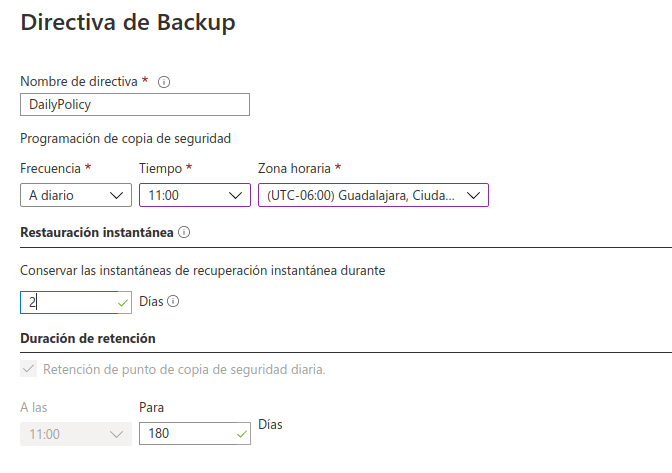 Directiva de Backup
Nombre de directiva *
DailyPolicy
Programación de copia de seguridad
Frecuencia * Tiempo * Zona horaria *
A diario 11:00 (UTC-06:00) Guadalajara, Ciuda...
Restauración instantánea
Conservar las instantáneas de recuperación instantánea durante
2 Días
Duración de retención
Retención de punto de copia de seguridad diaria.
A las Para
11:00 180 Días